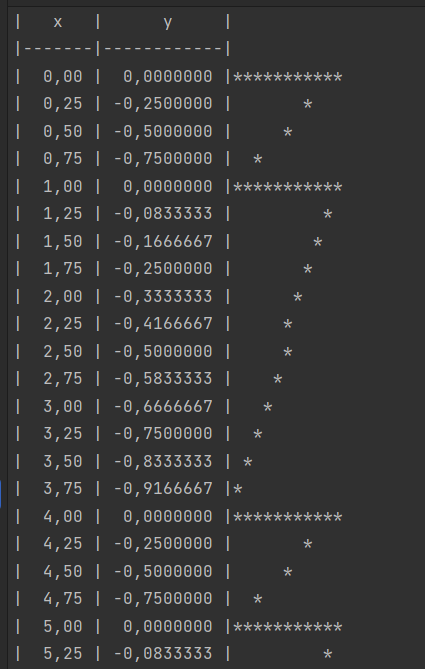 |   x   |      y     |
|-------|------------|
|  0,00 |  0,0000000 |***********
|  0,25 | -0,2500000 |       *
|  0,50 | -0,5000000 |     *
|  0,75 | -0,7500000 |  *
|  1,00 |  0,0000000 |***********
|  1,25 | -0,0833333 |         *
|  1,50 | -0,1666667 |        *
|  1,75 | -0,2500000 |       *
|  2,00 | -0,3333333 |      *
|  2,25 | -0,4166667 |     *
|  2,50 | -0,5000000 |     *
|  2,75 | -0,5833333 |    *
|  3,00 | -0,6666667 |   *
|  3,25 | -0,7500000 |  *
|  3,50 | -0,8333333 | *
|  3,75 | -0,9166667 |*
|  4,00 |  0,0000000 |***********
|  4,25 | -0,2500000 |       *
|  4,50 | -0,5000000 |     *
|  4,75 | -0,7500000 |  *
|  5,00 |  0,0000000 |***********
|  5,25 | -0,0833333 |         *